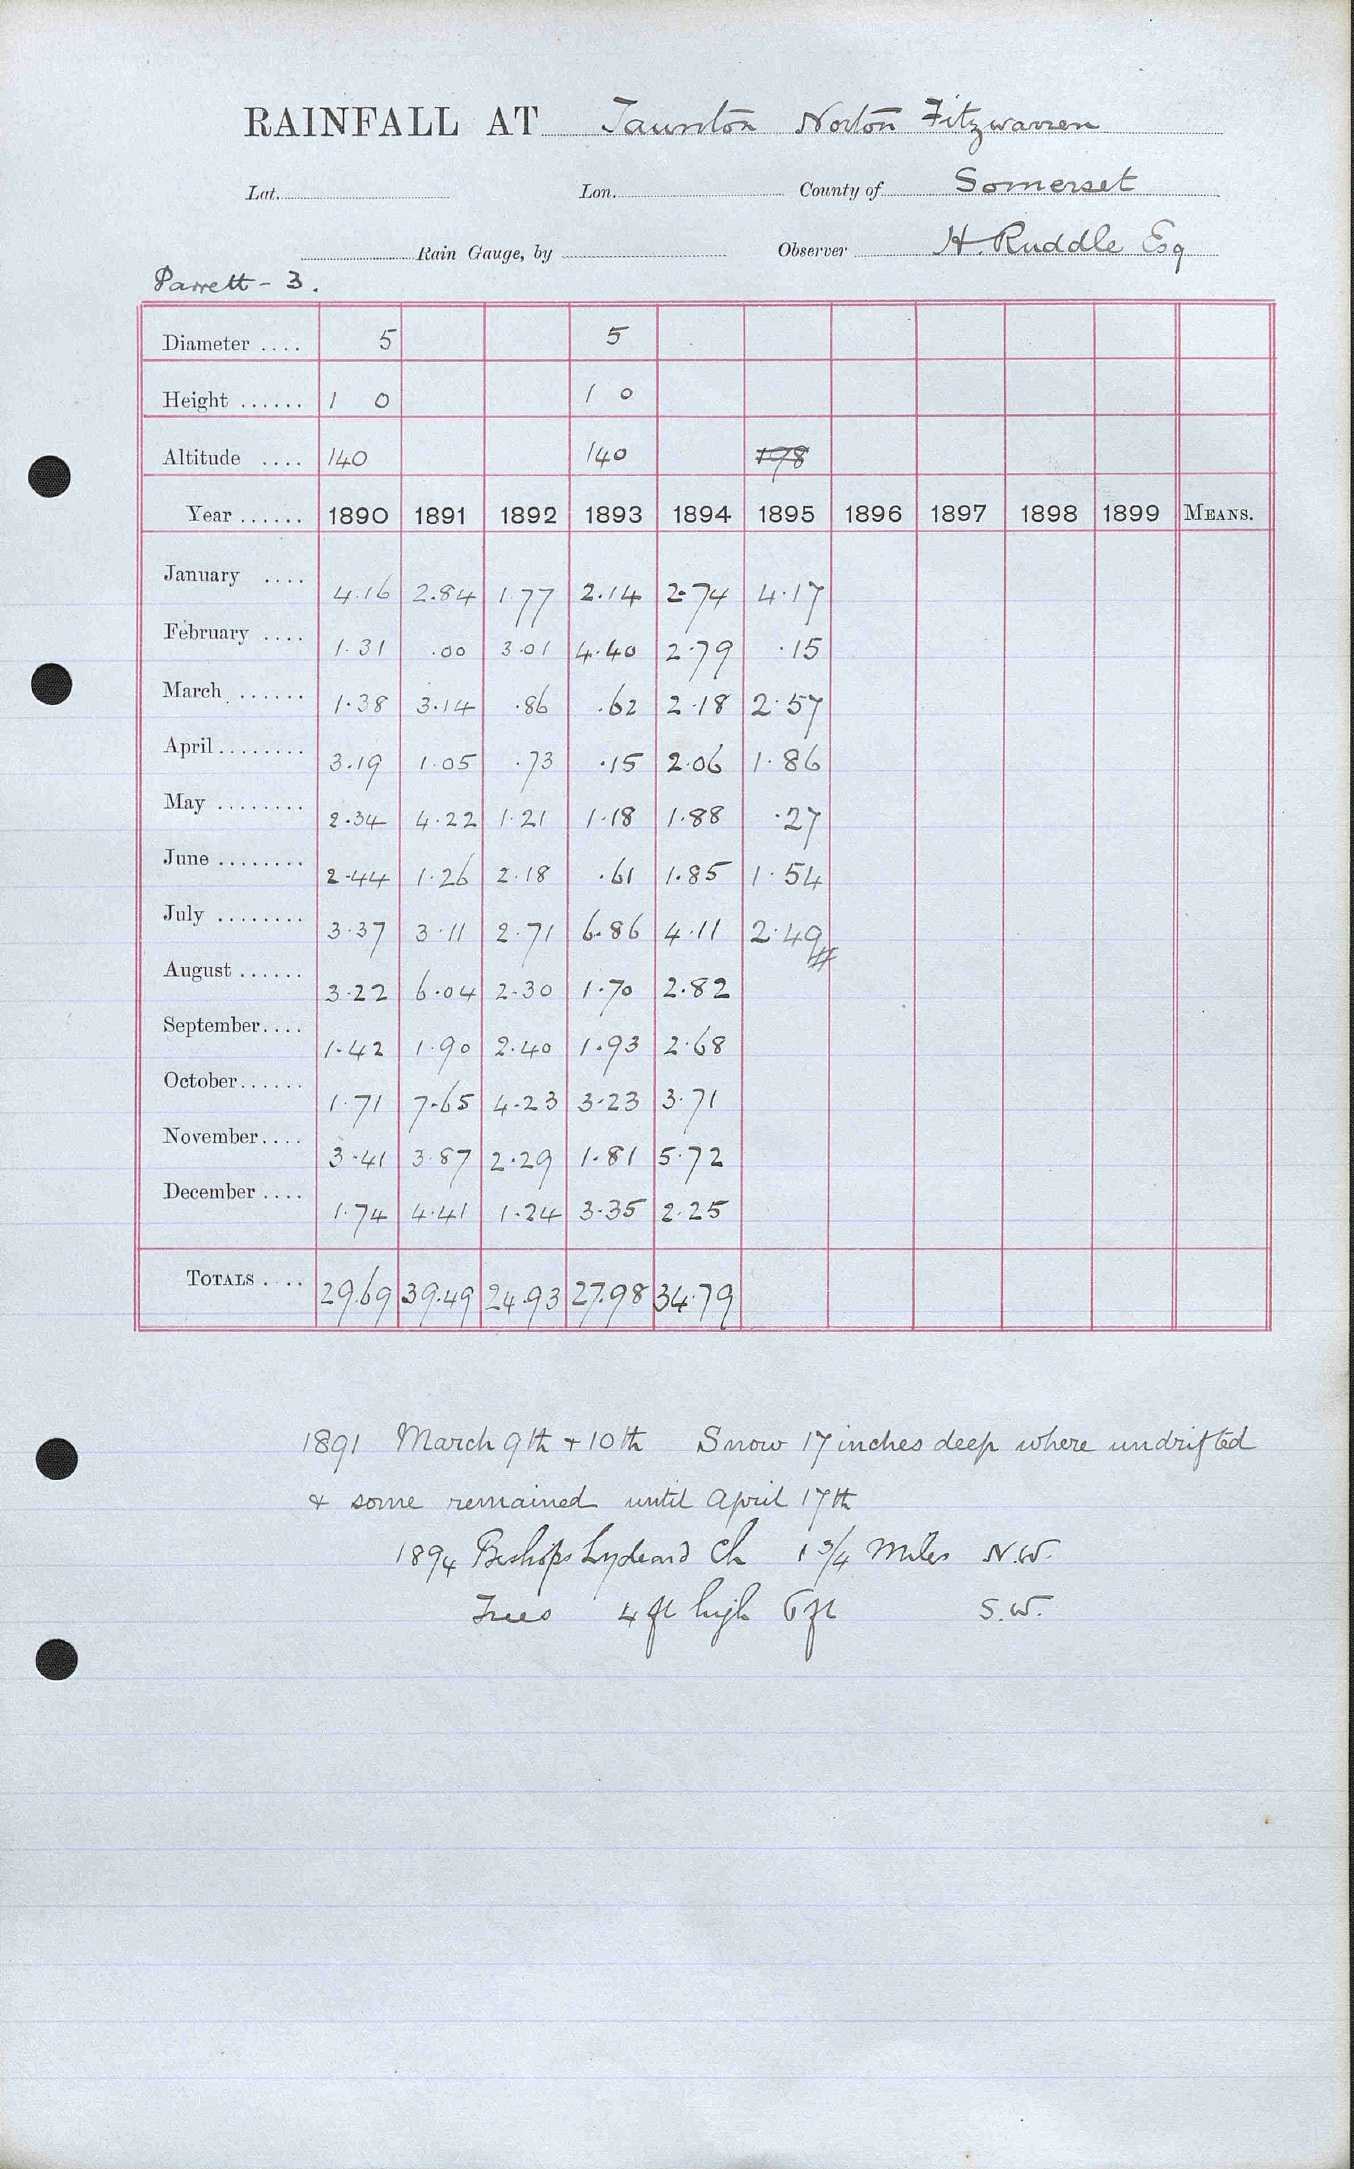 RAINFALL AT Taunton Norton Fitzwarren
Lat. Lon. County of Somerset
Rain Gauge, by Observer H. Ruddle Esq
Parrett - 3.
Diameter .... 5 5
Height ...... 1 0 1 0
Altitude .... 140 140 198
Year ...... 1890 1891 1892 1893 1894 1895 1896 1897 1898 1899 MEANS.
January .... 4.16 2.84 1.77 2.14 2.74 4.17
February .... 1.31 .00 3.01 4.40 2.79 .15
March ...... 1.38 3.14 .86 .62 2.18 2.57
April ........ 3.19 1.05 .73 .15 2.06 1.86
May ........ 2.34 4.22 1.21 1.18 1.88 .27
June ........ 2.44 1.26 2.18 .61 1.85 1.54
July ........ 3.37 3.11 2.71 6.86 4.11 2.49
August ...... 3.22 6.04 2.30 1.70 2.82
September.... 1.42 1.90 2.40 1.93 2.68
October...... 1.71 7.65 4.23 3.23 3.71
November.... 3.41 3.87 2.29 1.81 5.72
December .... 1.74 4.41 1.24 3.35 2.25
TOTALS .... 29.69 39.49 24.93 27.98 34.79
1891 March 9th + 10th Snow 17 inches deep where undrifted
& some remained until April 17th
1894 Bishops Lydeard Ch 1 3/4 Miles N.W.
Trees 4 ft high 6 ft S.W.